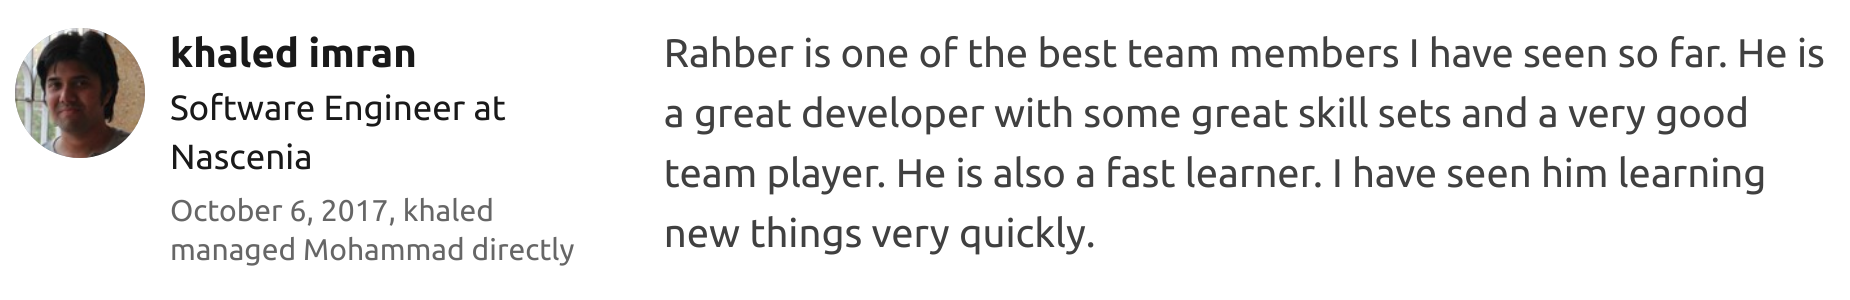 khaled imran
Software Engineer at
Nascenia
October 6, 2017, khaled
managed Mohammad directly
Rahber is one of the best team members I have seen so far. He is
a great developer with some great skill sets and a very good
team player. He is also a fast learner. I have seen him learning
new things very quickly.